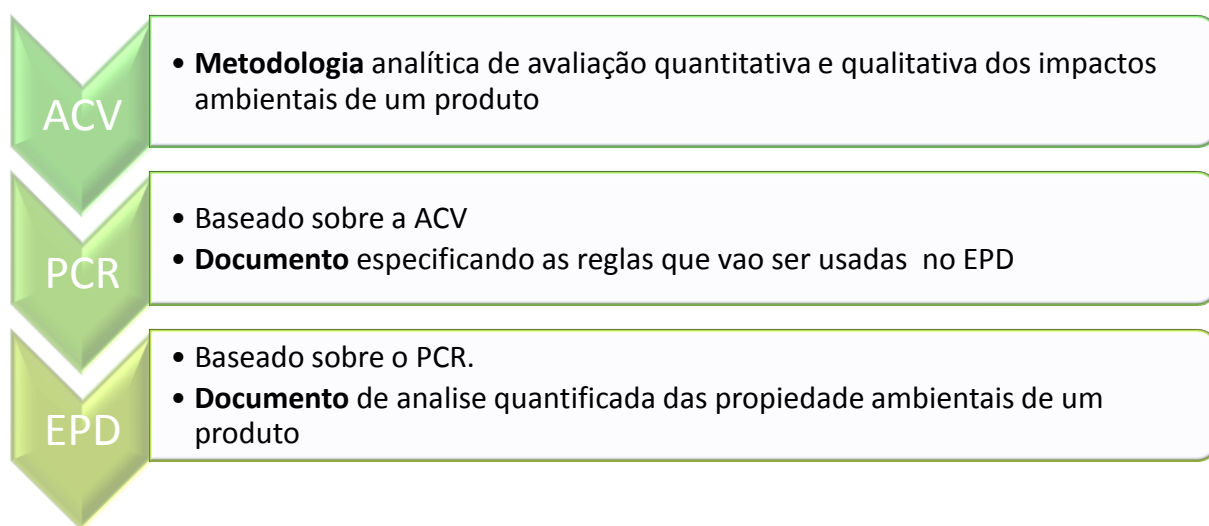 ACV
• Metodologia analítica de avaliação quantitativa e qualitativa dos impactos
ambientais de um produto
PCR
• Baseado sobre a ACV
• Documento especificando as reglas que vao ser usadas no EPD
EPD
• Baseado sobre o PCR.
• Documento de analise quantificada das propiedade ambientais de um
produto